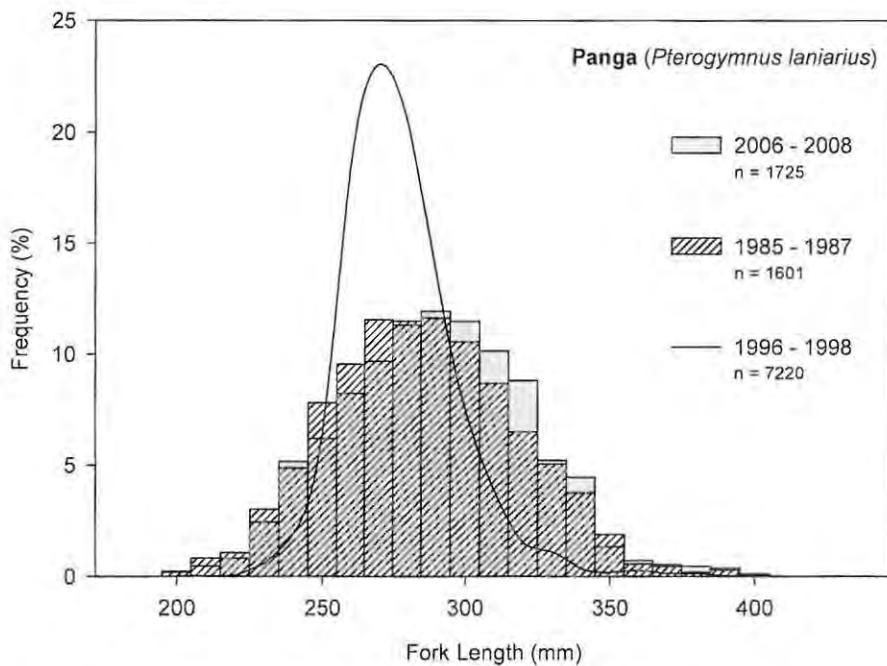 25
20
15
10
5
0
Frequency (%)
200 250 300 350 400
Fork Length (mm)
Panga (Pterogymnus laniarius)
2006 - 2008
n = 1725
1985 - 1987
n = 1601
1996 - 1998
n = 7220